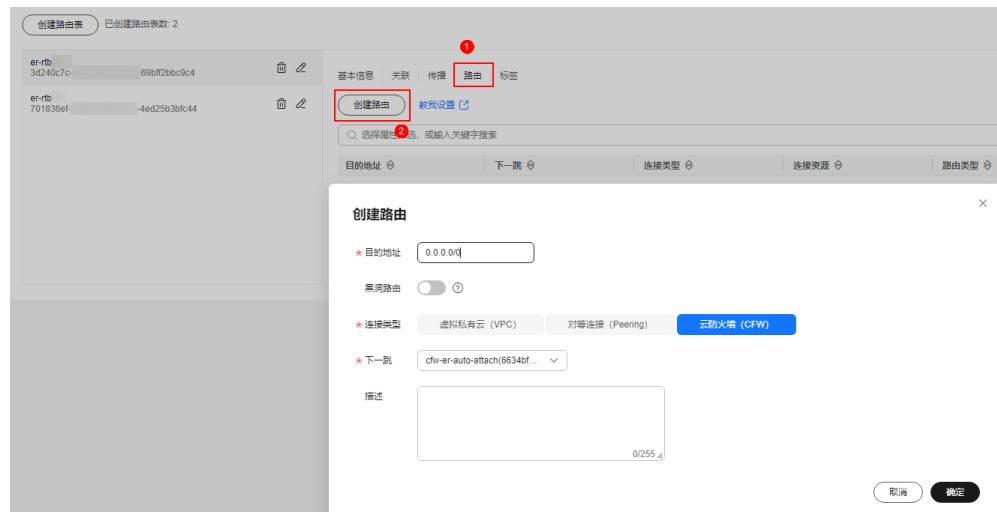 创建路由表 已创建路由表数: 2
er-rtb
3d240c7c- 69bff2bbc9c4
er-rtb
701836ef- -4ed25b3bfc44
1
基本信息 关联 传播 路由 标签
创建路由 教我设置
2
选择属性筛选，或输入关键字搜索
目的地址 下一跳 连接类型 连接资源 路由类型
创建路由
* 目的地址 0.0.0.0/0
黑洞路由
* 连接类型 虚拟私有云（VPC） 对等连接（Peering） 云防火墙（CFW）
* 下一跳 cfw-er-auto-attach(6634bf...
描述
0/255
取消 确定